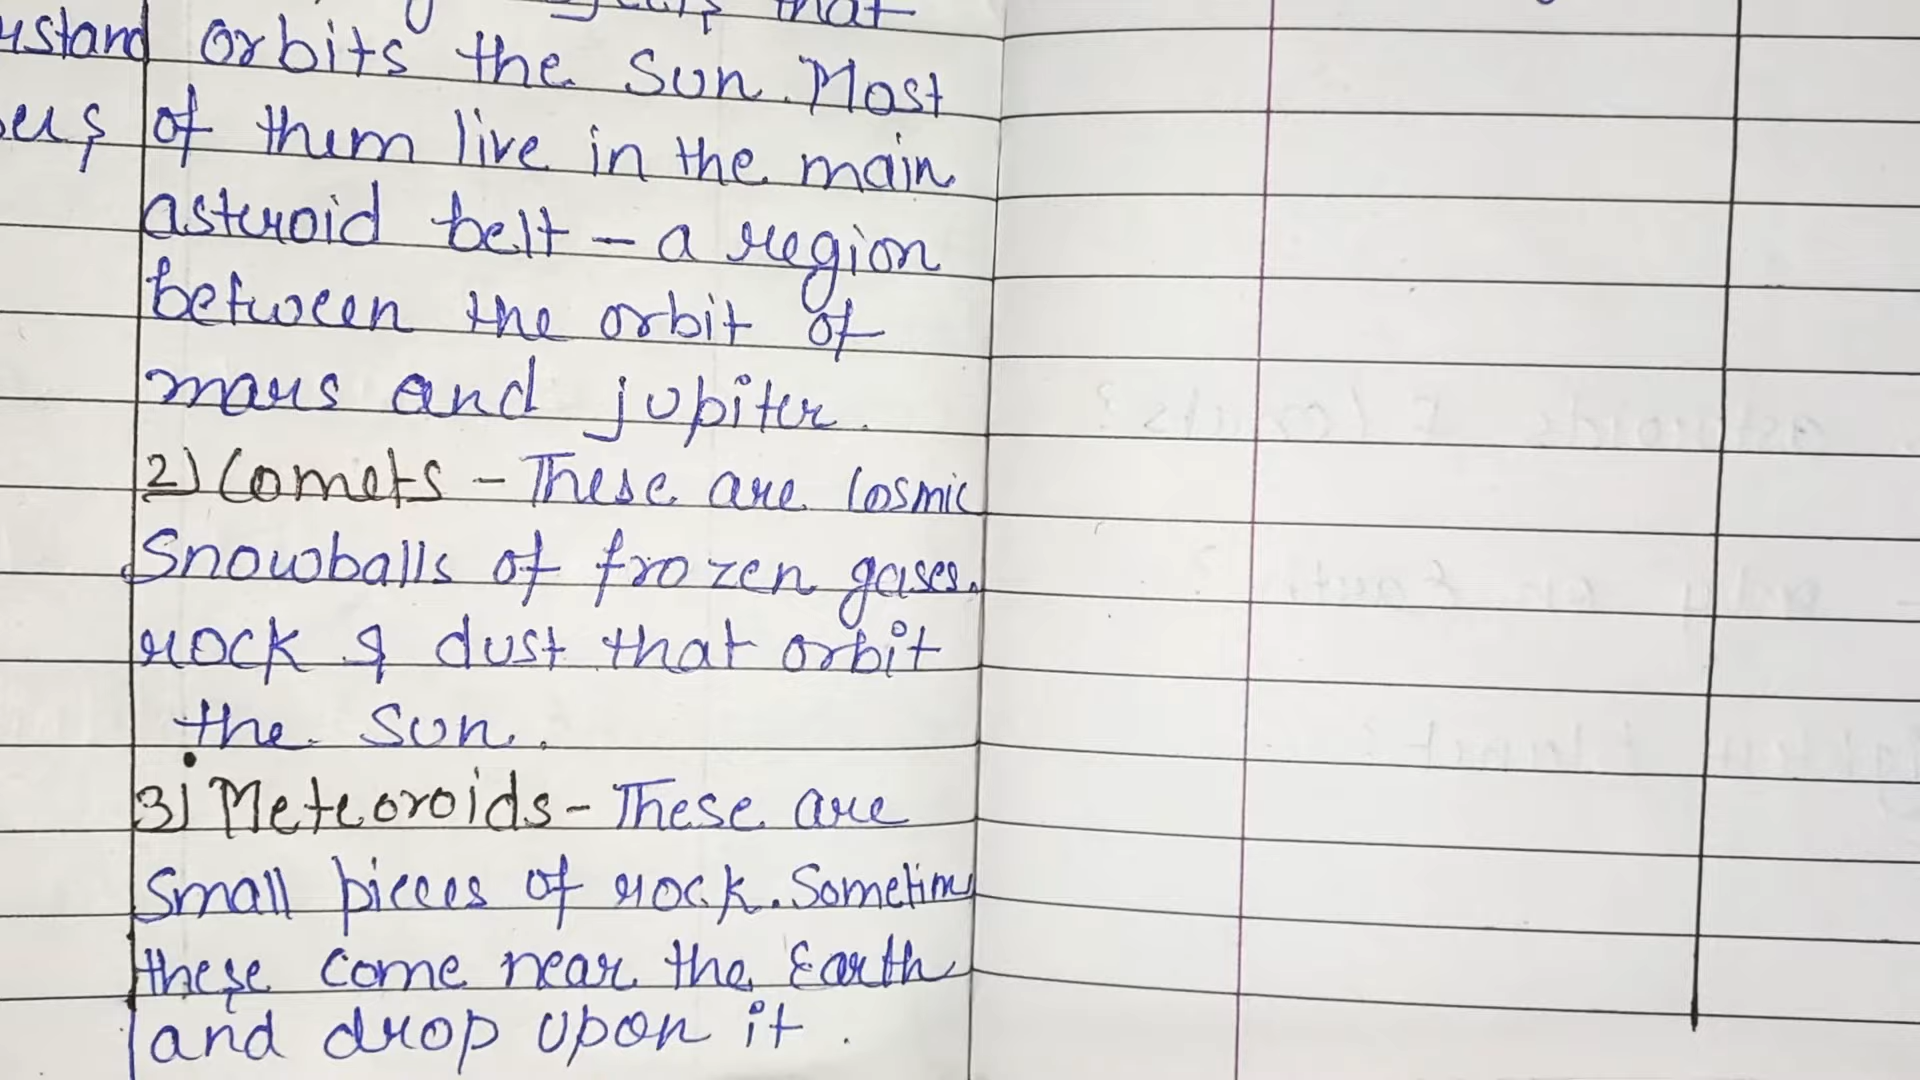 that
orbits the Sun. Most
of them live in the main
asteroid belt - a region
between the orbit of
mars and jupiter.
2) Comets - These are Cosmic
Snowballs of frozen gases.
rock & dust that orbit
the Sun.
3) Meteoroids - These are
Small pieces of rock. Sometim
these come near the Earth
and drop upon it.